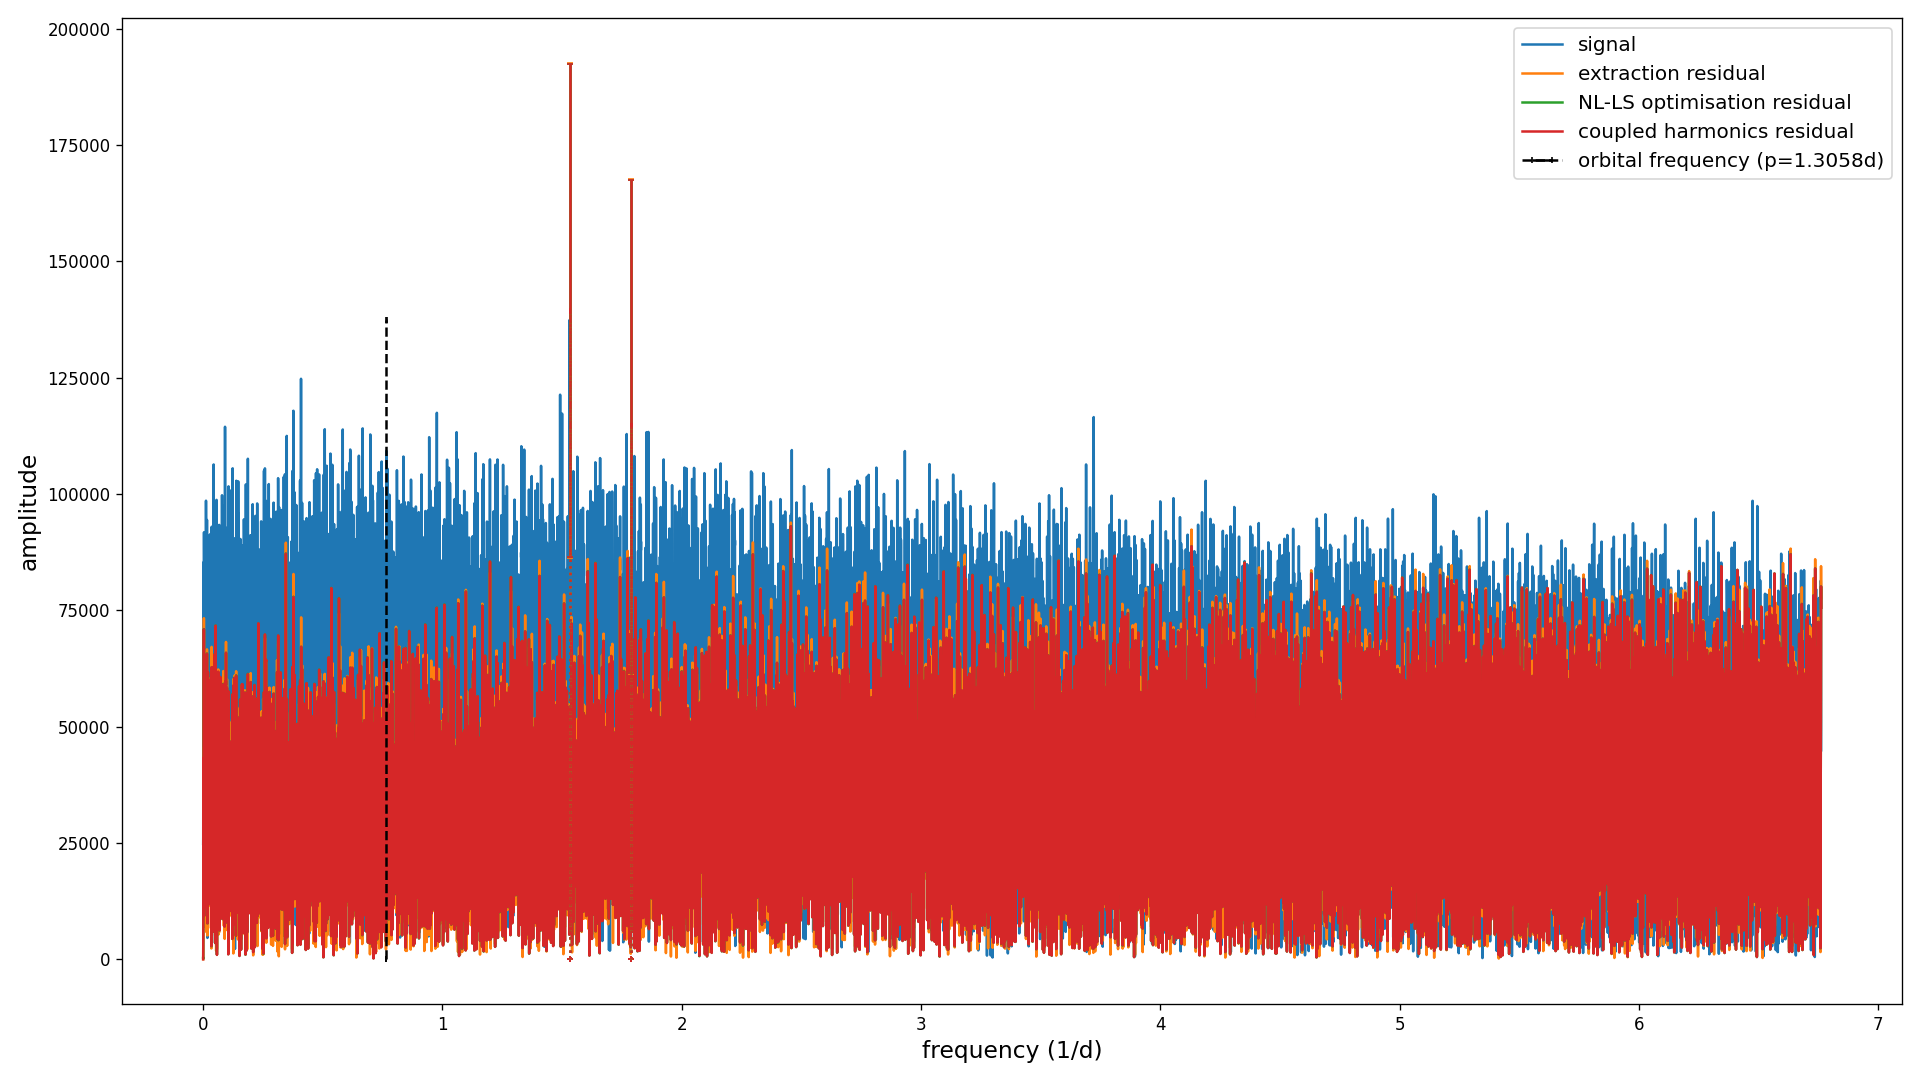 200000
175000
150000
125000
100000
75000
50000
25000
0
amplitude
signal
extraction residual
NL-LS optimisation residual
coupled harmonics residual
orbital frequency (p=1.3058d)
0 1 2 3 4 5 6 7
frequency (1/d)